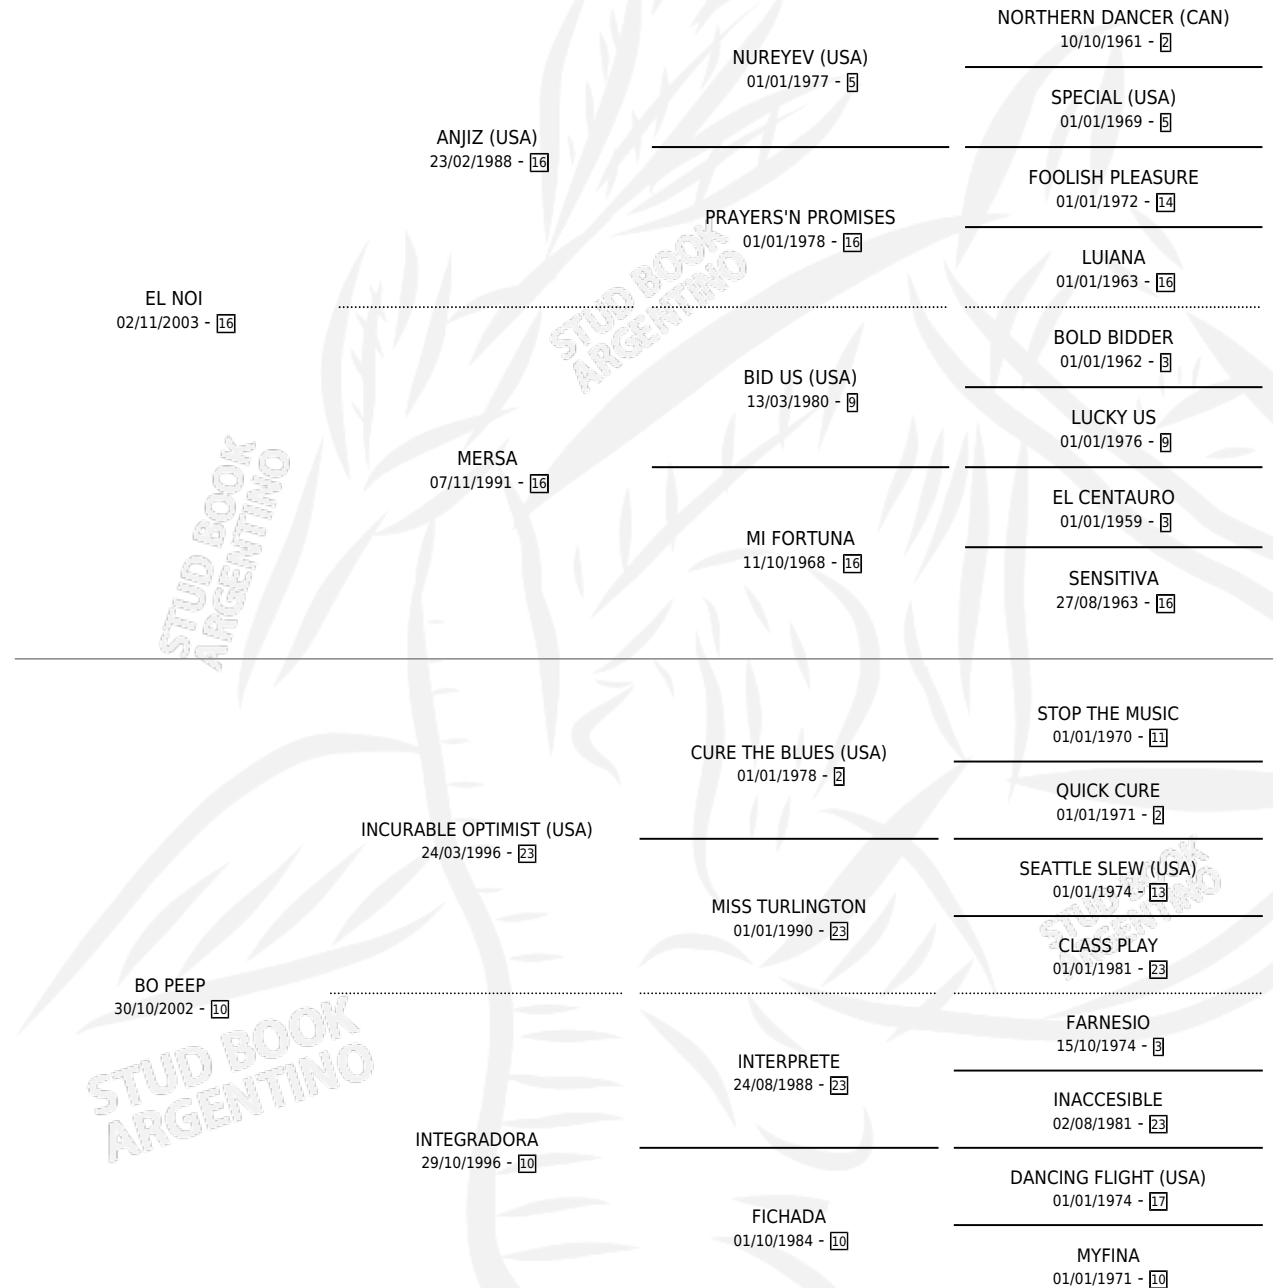 NORTHERN DANCER (CAN)
10/10/1961 - 2
NUREYEV (USA)
01/01/1977 - 5
SPECIAL (USA)
01/01/1969 - 5
ANJIZ (USA)
23/02/1988 - 16
FOOLISH PLEASURE
01/01/1972 - 14
PRAYERS'N PROMISES
01/01/1978 - 16
LUIANA
01/01/1963 - 16
EL NOI
02/11/2003 - 16
STUD BOOK
ARGENTINO
BOLD BIDDER
01/01/1962 - 3
BID US (USA)
13/03/1980 - 9
LUCKY US
01/01/1976 - 9
MERSA
07/11/1991 - 16
EL CENTAURO
01/01/1959 - 3
MI FORTUNA
11/10/1968 - 16
SENSITIVA
27/08/1963 - 16
STUD BOOK
ARGENTINO
STOP THE MUSIC
01/01/1970 - 11
CURE THE BLUES (USA)
01/01/1978 - 2
QUICK CURE
01/01/1971 - 2
INCURABLE OPTIMIST (USA)
24/03/1996 - 23
SEATTLE SLEW (USA)
01/01/1974 - 13
MISS TURLINGTON
01/01/1990 - 23
STUD BOOK
ARGENTINO
CLASS PLAY
01/01/1981 - 23
BO PEEP
30/10/2002 - 10
STUD BOOK
ARGENTINO
FARNESIO
15/10/1974 - 3
INTERPRETE
24/08/1988 - 23
INACCESIBLE
02/08/1981 - 23
INTEGRADORA
29/10/1996 - 10
DANCING FLIGHT (USA)
01/01/1974 - 17
FICHADA
01/10/1984 - 10
MYFINA
01/01/1971 - 10